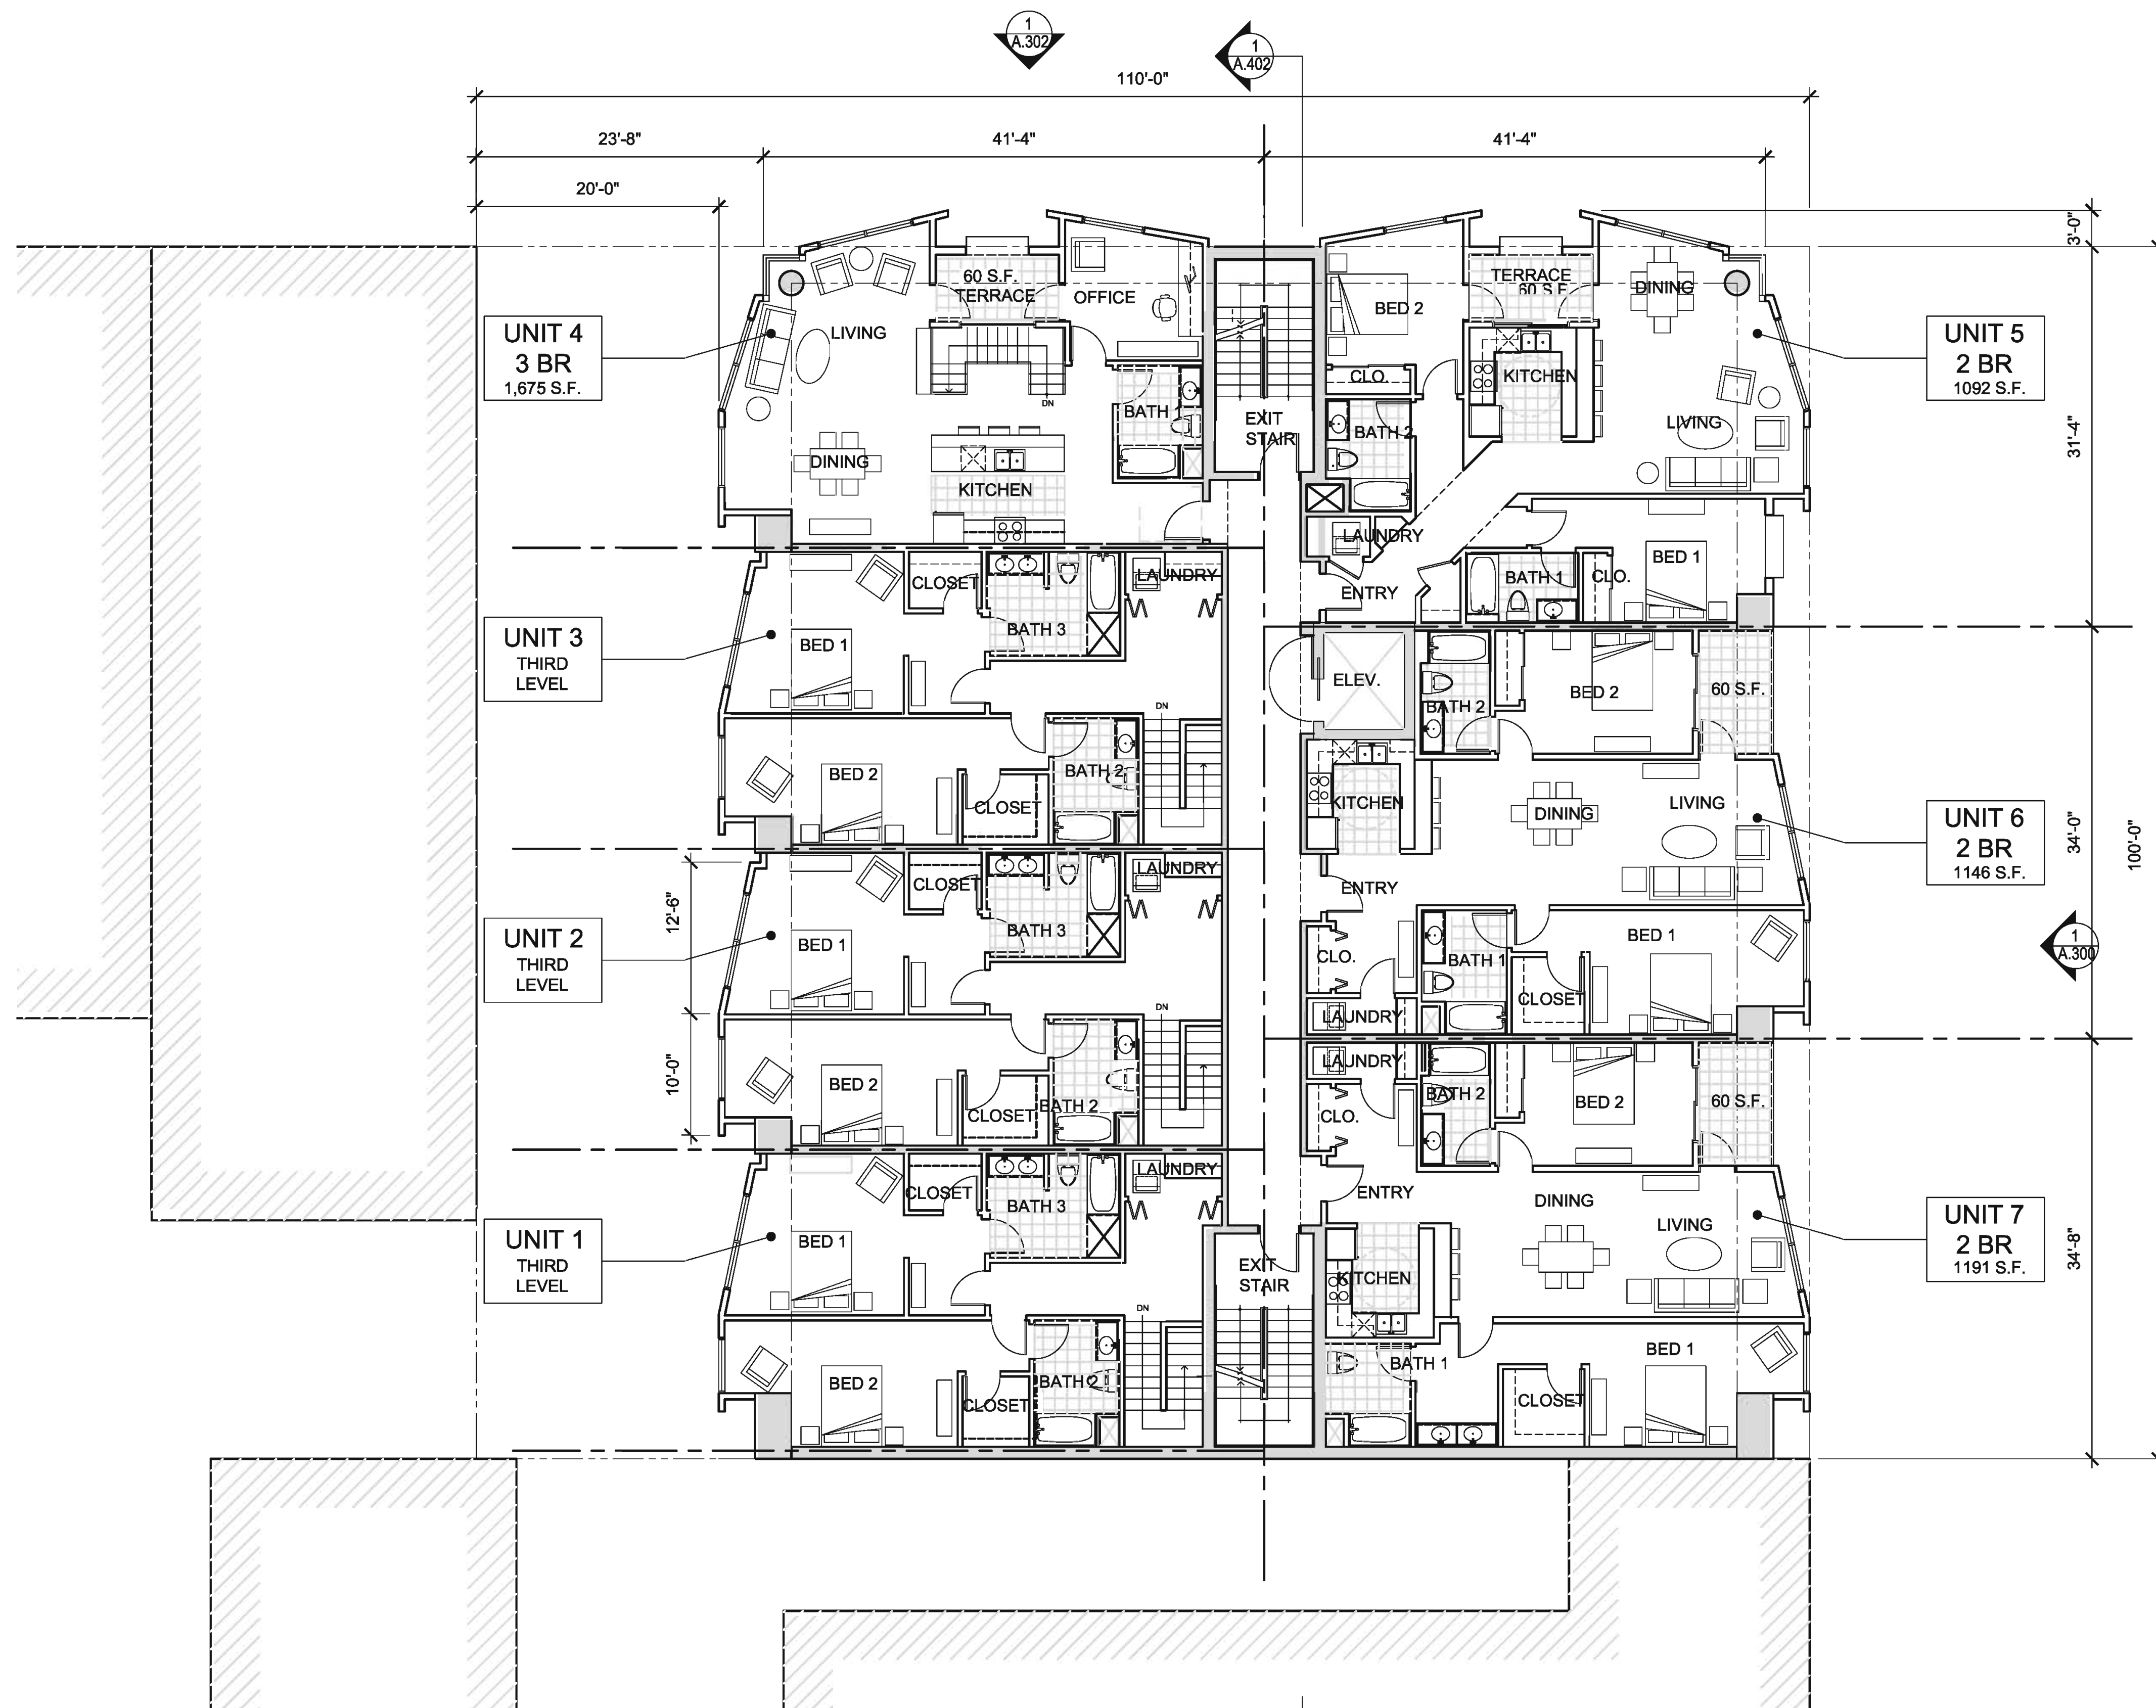 1
A.302
1
A.402
110'-0"
23'-8"
41'-4"
41'-4"
20'-0"
3'-0"
UNIT 4
3 BR
1,675 S.F.
LIVING
60 S.F.
TERRACE
OFFICE
DINING
KITCHEN
DN
BATH
EXIT
STAIR
BED 2
CLO.
BATH 2
TERRACE
60 S.F.
KITCHEN
DINING
LIVING
UNIT 5
2 BR
1092 S.F.
31'-4"
LAUNDRY
ENTRY
BATH 1
CLO.
BED 1
UNIT 3
THIRD
LEVEL
CLOSET
BATH 3
LAUNDRY
BED 1
DN
BED 2
CLOSET
BATH 2
ELEV.
BATH 2
BED 2
60 S.F.
KITCHEN
DINING
LIVING
UNIT 6
2 BR
1146 S.F.
34'-0"
100'-0"
ENTRY
CLO.
BATH 1
BED 1
CLOSET
LAUNDRY
1
A.300
UNIT 2
THIRD
LEVEL
12'-6"
10'-0"
CLOSET
BATH 3
LAUNDRY
BED 1
DN
BED 2
CLOSET
BATH 2
LAUNDRY
BATH 2
BED 2
60 S.F.
CLO.
ENTRY
DINING
LIVING
KITCHEN
UNIT 7
2 BR
1191 S.F.
34'-8"
BATH 1
BED 1
CLOSET
UNIT 1
THIRD
LEVEL
CLOSET
BATH 3
LAUNDRY
BED 1
DN
BED 2
CLOSET
BATH 2
EXIT
STAIR